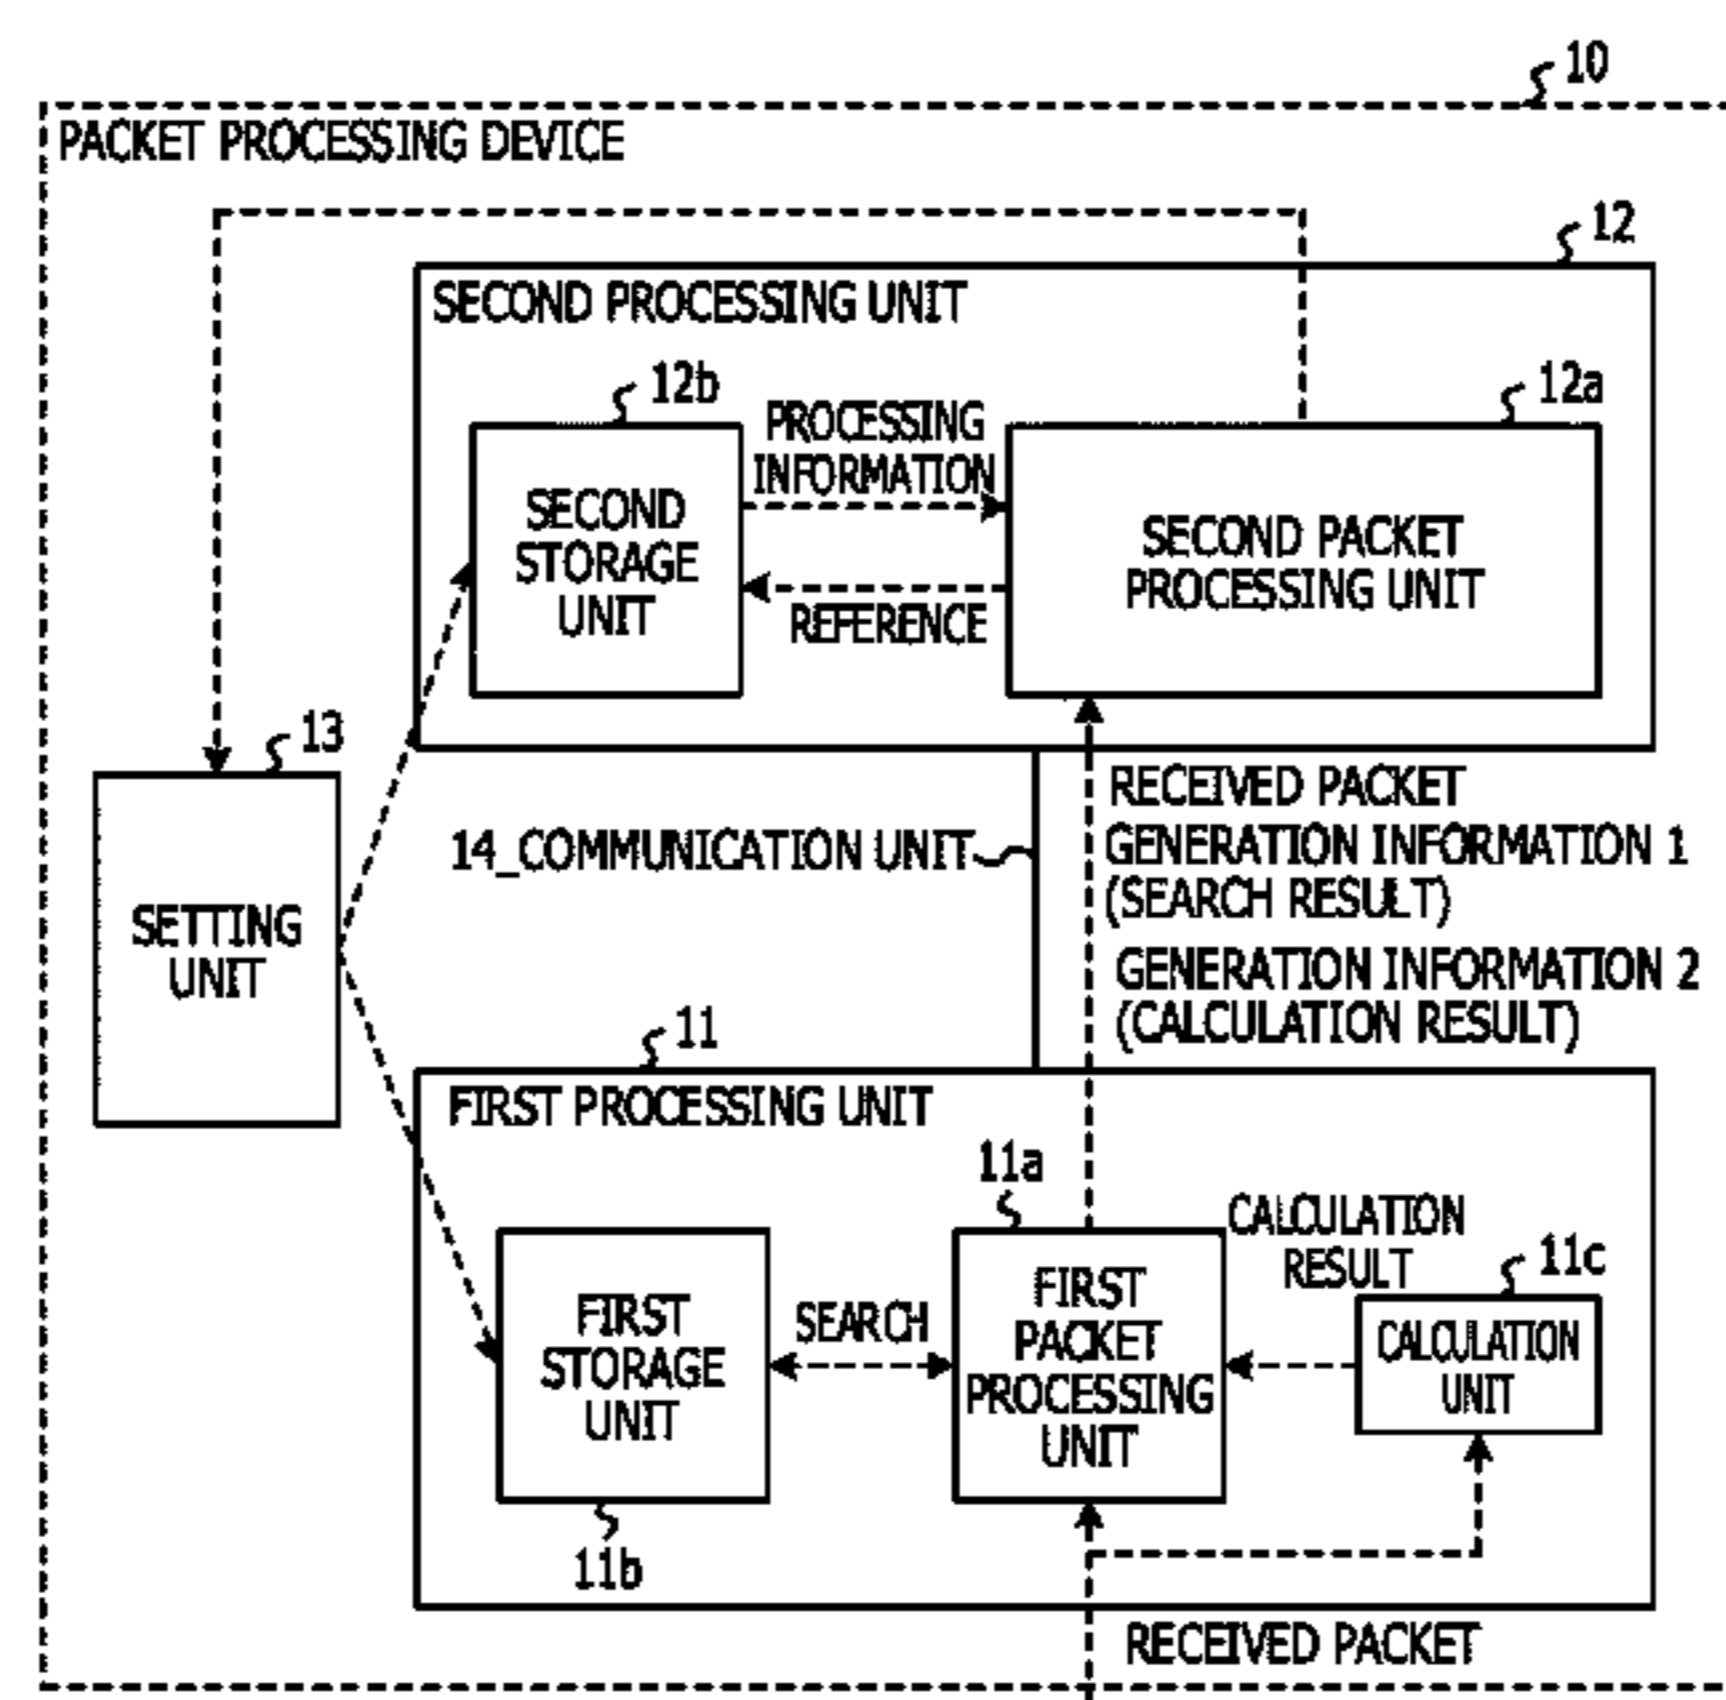 10
PACKET PROCESSING DEVICE
12
SECOND PROCESSING UNIT
12b
PROCESSING
INFORMATION
12a
SECOND
STORAGE
UNIT
SECOND PACKET
PROCESSING UNIT
REFERENCE
13
SETTING
UNIT
14_COMMUNICATION UNIT
RECEIVED PACKET
GENERATION INFORMATION 1
(SEARCH RESULT)
GENERATION INFORMATION 2
(CALCULATION RESULT)
11
FIRST PROCESSING UNIT
11a
CALCULATION
RESULT
11c
FIRST
STORAGE
UNIT
SEARCH
FIRST
PACKET
PROCESSING
UNIT
CALCULATION
UNIT
11b
RECEIVED PACKET